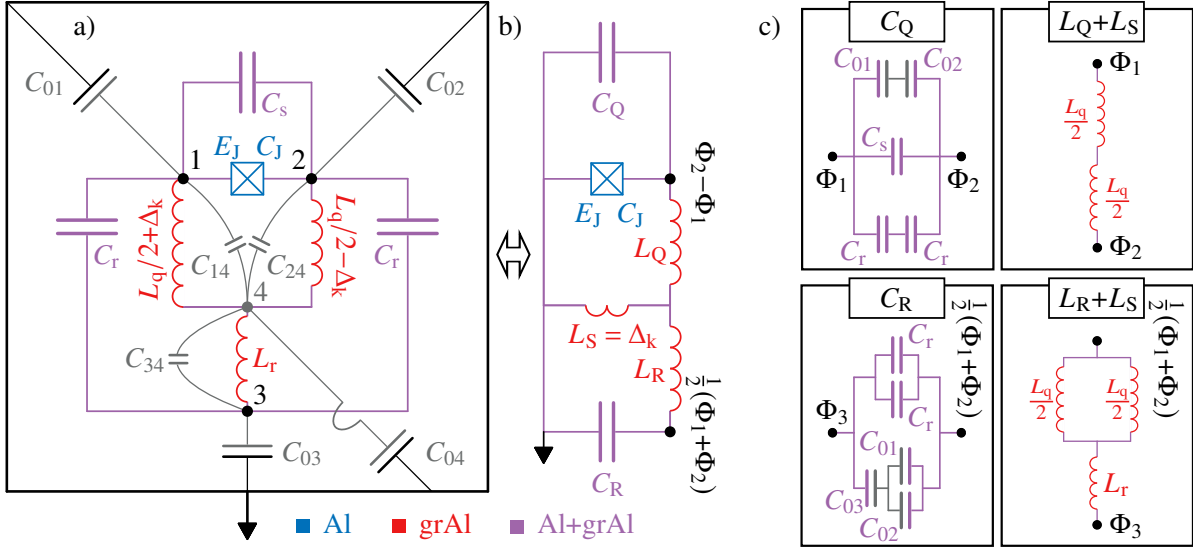 a)
C01
C02
Cs
EJ CJ
1
2
Cr
Cr
Lq/2+Δk
Lq/2−Δk
C14
C24
4
C34
Lr
3
C03
C04
Al
grAl
Al+grAl
b)
CQ
EJ CJ
Φ2−Φ1
LQ
LS = Δk
LR
½(Φ1+Φ2)
CR
c)
CQ
C01 C02
Cs
Φ1
Φ2
Cr Cr
LQ+LS
Φ1
Lq/2
Lq/2
Φ2
CR
½(Φ1+Φ2)
Cr
Φ3
Cr
C01
C03
C02
LR+LS
½(Φ1+Φ2)
Lq/2
Lq/2
Lr
Φ3